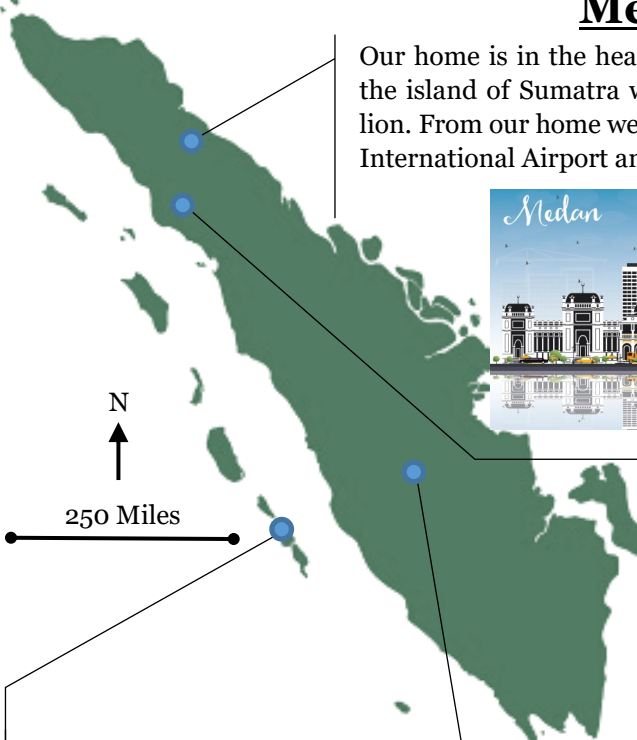 Me
Our home is in the hea
the island of Sumatra w
lion. From our home we
International Airport an
Medan
N
250 Miles